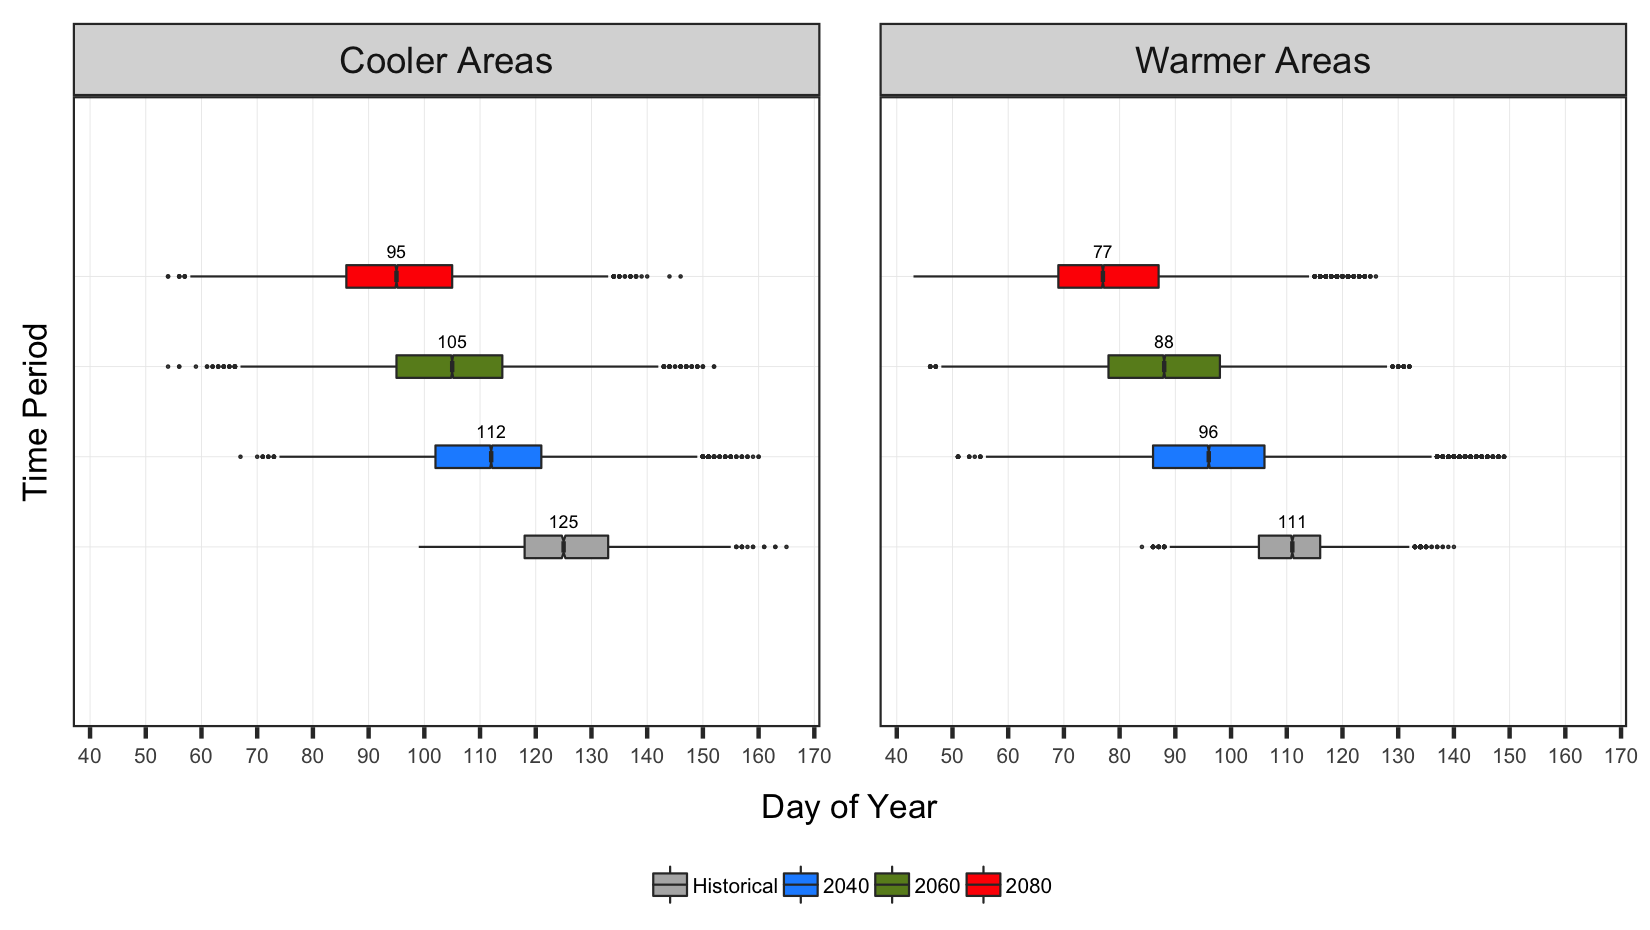 Cooler Areas
Warmer Areas
Time Period
95
105
112
125
77
88
96
111
40 50 60 70 80 90 100 110 120 130 140 150 160 170
40 50 60 70 80 90 100 110 120 130 140 150 160 170
Day of Year
Historical 2040 2060 2080